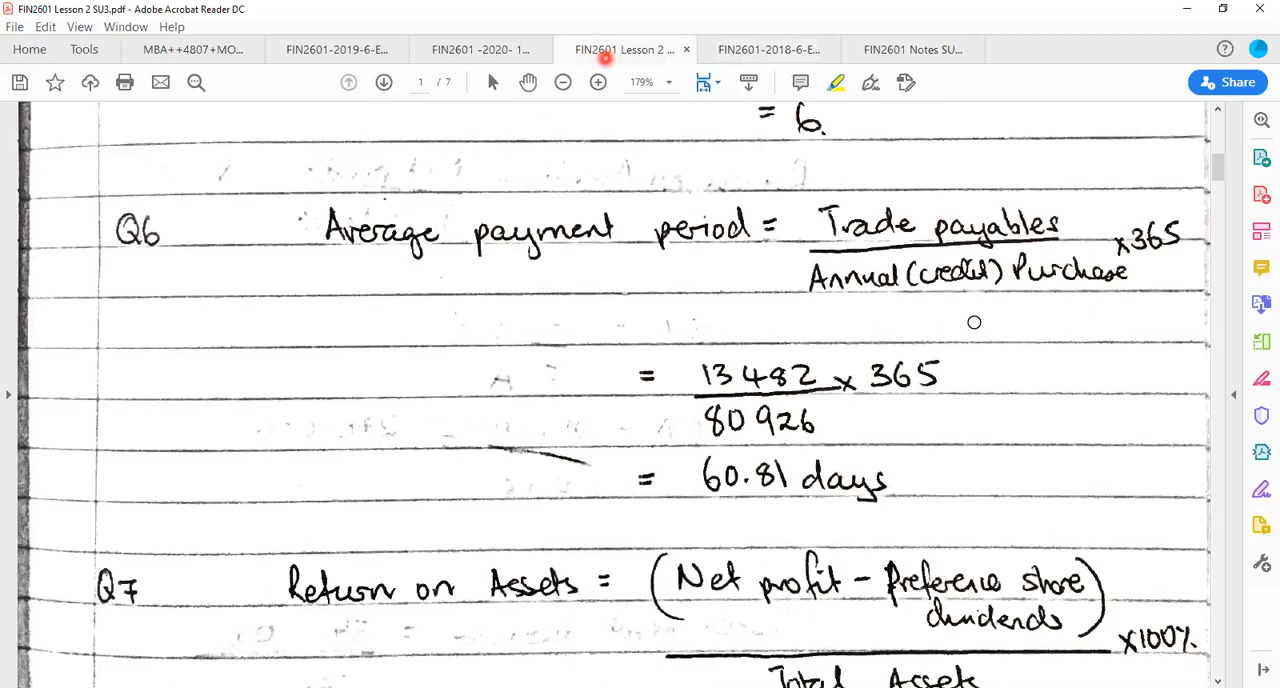 FIN2601 Lesson 2 SU3.pdf - Adobe Acrobat Reader DC
File Edit View Window Help
Home Tools MBA++4807+MO... FIN2601-2019-6-E... FIN2601 -2020- 1... FIN2601 Lesson 2 ... × FIN2601-2018-6-E... FIN2601 Notes SU...
1 / 7 179% Share
= 6.
Q6 Average payment period = Trade payables x365
Annual (credit) Purchase
= 13 482 x 365
80 926
= 60.81 days
Q7 Return on Assets = (Net profit - Preference share
dividends) x100%
Total Assets